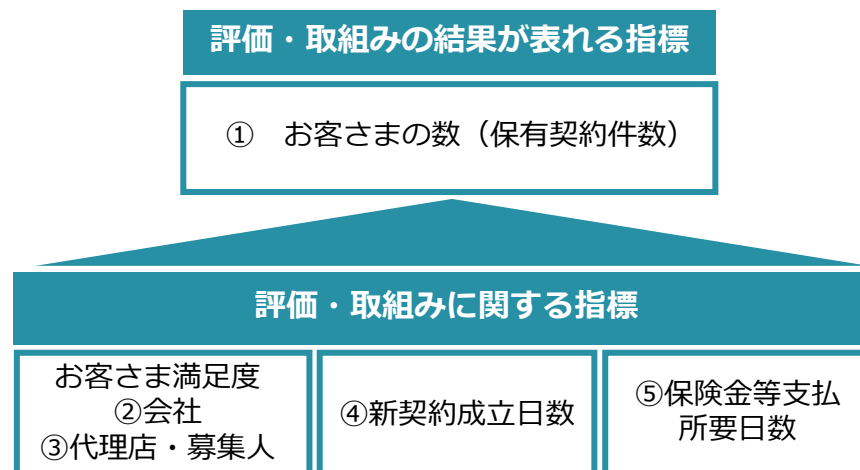 評価・取組みの結果が表れる指標
① お客さまの数（保有契約件数）
評価・取組みに関する指標
お客さま満足度
②会社
③代理店・募集人
④新契約成立日数
⑤保険金等支払
所要日数